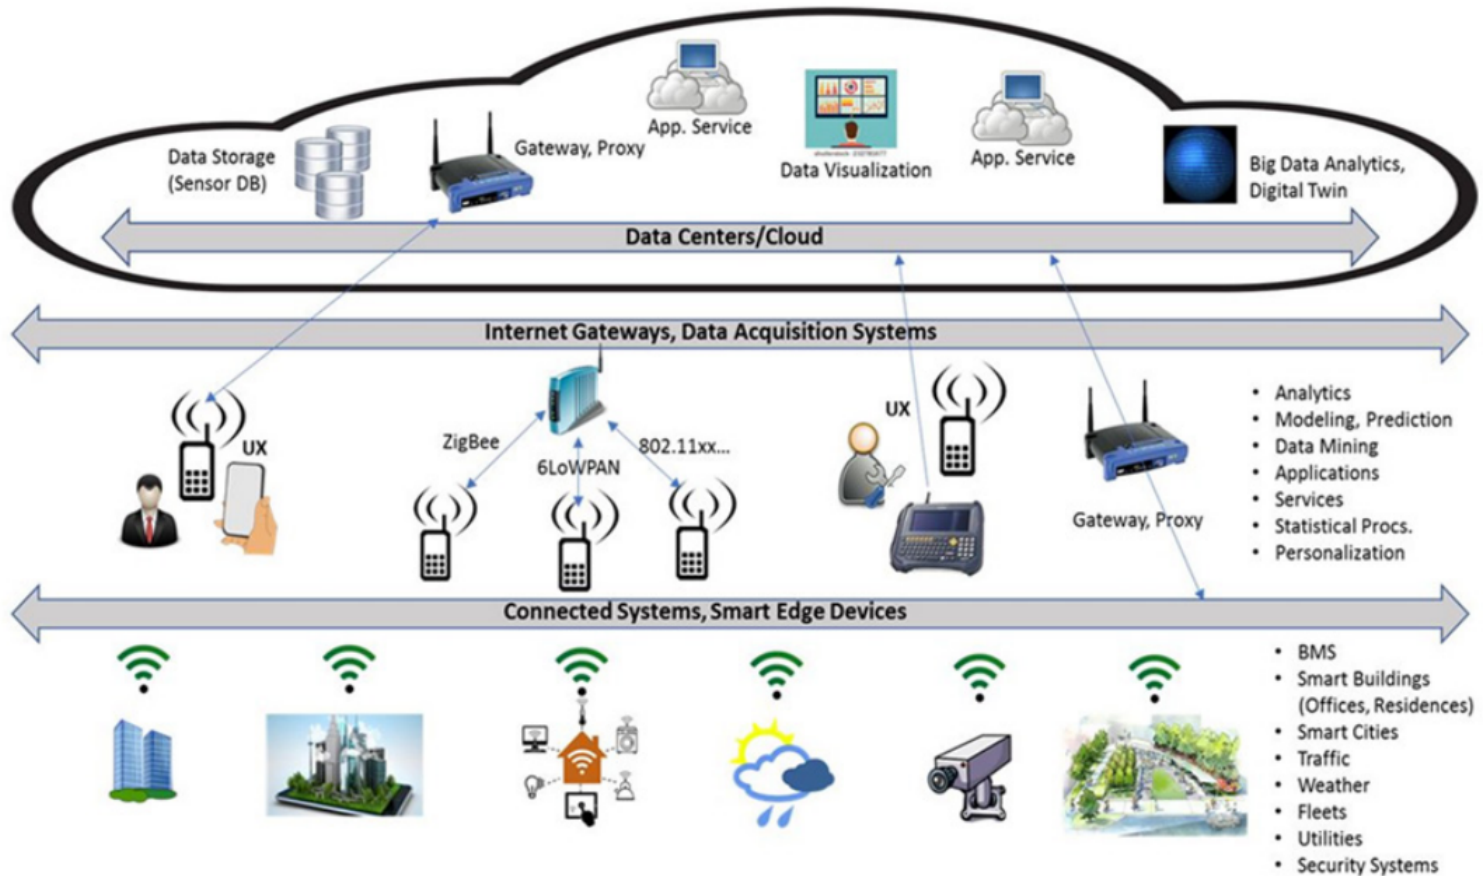 App. Service
Data Storage
(Sensor DB)
Gateway, Proxy
Data Visualization
App. Service
Big Data Analytics,
Digital Twin
Data Centers/Cloud
Internet Gateways, Data Acquisition Systems
UX
ZigBee
6LoWPAN
802.11xx...
UX
Gateway, Proxy
• Analytics
• Modeling, Prediction
• Data Mining
• Applications
• Services
• Statistical Procs.
• Personalization
Connected Systems, Smart Edge Devices
• BMS
• Smart Buildings
(Offices, Residences)
• Smart Cities
• Traffic
• Weather
• Fleets
• Utilities
• Security Systems